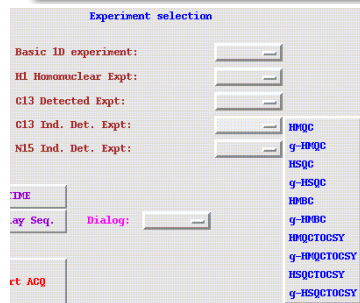 Experiment selection
Basic 1D experiment:
H1 Homonuclear Expt:
C13 Detected Expt:
C13 Ind. Det. Expt:
N15 Ind. Det. Expt:
HMQC
g-HMQC
HSQC
g-HSQC
HMBC
g-HMBC
HMQCTOCSY
g-HMQCTOCSY
HSQCTOCSY
g-HSQCTOCSY
TIME
ay Seq.
Dialog:
rt ACQ